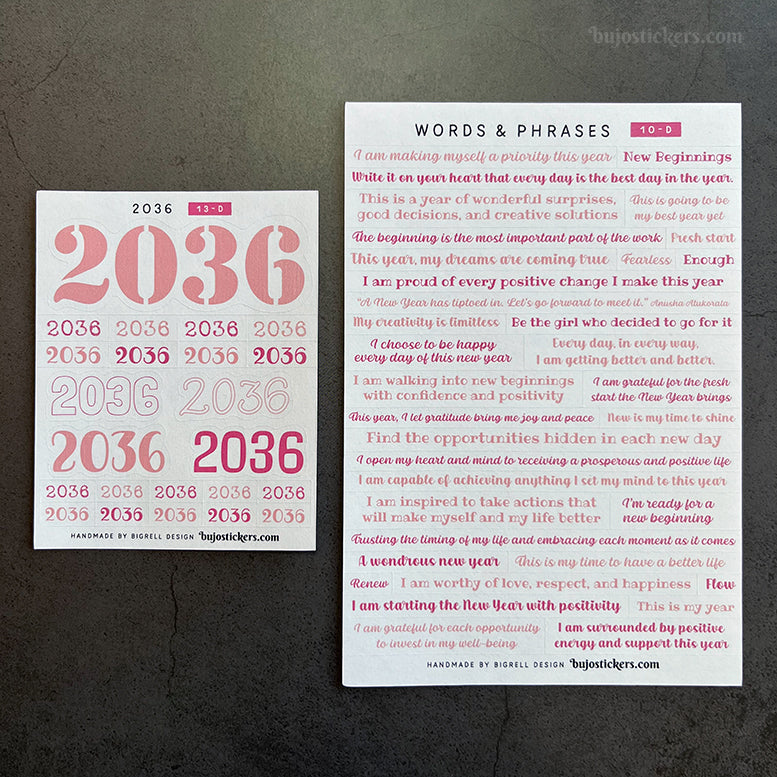 bujostickers.com
2036 13-D
2036
2036 2036 2036 2036
2036 2036 2036 2036
2036 2036
2036 2036
2036 2036 2036 2036 2036
2036 2036 2036 2036 2036
HANDMADE BY BIGRELL DESIGN bujostickers.com
WORDS & PHRASES 10-D
I am making myself a priority this year New Beginnings
Write it on your heart that every day is the best day in the year.
This is a year of wonderful surprises,
good decisions, and creative solutions
This is going to be
my best year yet
The beginning is the most important part of the work Fresh start
This year, my dreams are coming true Fearless Enough
I am proud of every positive change I make this year
"A New Year has tiptoed in. Let's go forward to meet it." Anusha Atukorala
My creativity is limitless Be the girl who decided to go for it
I choose to be happy
every day of this new year
Every day, in every way,
I am getting better and better.
I am walking into new beginnings
with confidence and positivity
I am grateful for the fresh
start the New Year brings
This year, I let gratitude bring me joy and peace Now is my time to shine
Find the opportunities hidden in each new day
I open my heart and mind to receiving a prosperous and positive life
I am capable of achieving anything I set my mind to this year
I am inspired to take actions that
will make myself and my life better
I'm ready for a
new beginning
Trusting the timing of my life and embracing each moment as it comes
A wondrous new year This is my time to have a better life
Renew I am worthy of love, respect, and happiness Flow
I am starting the New Year with positivity This is my year
I am grateful for each opportunity
to invest in my well-being
I am surrounded by positive
energy and support this year
HANDMADE BY BIGRELL DESIGN bujostickers.com